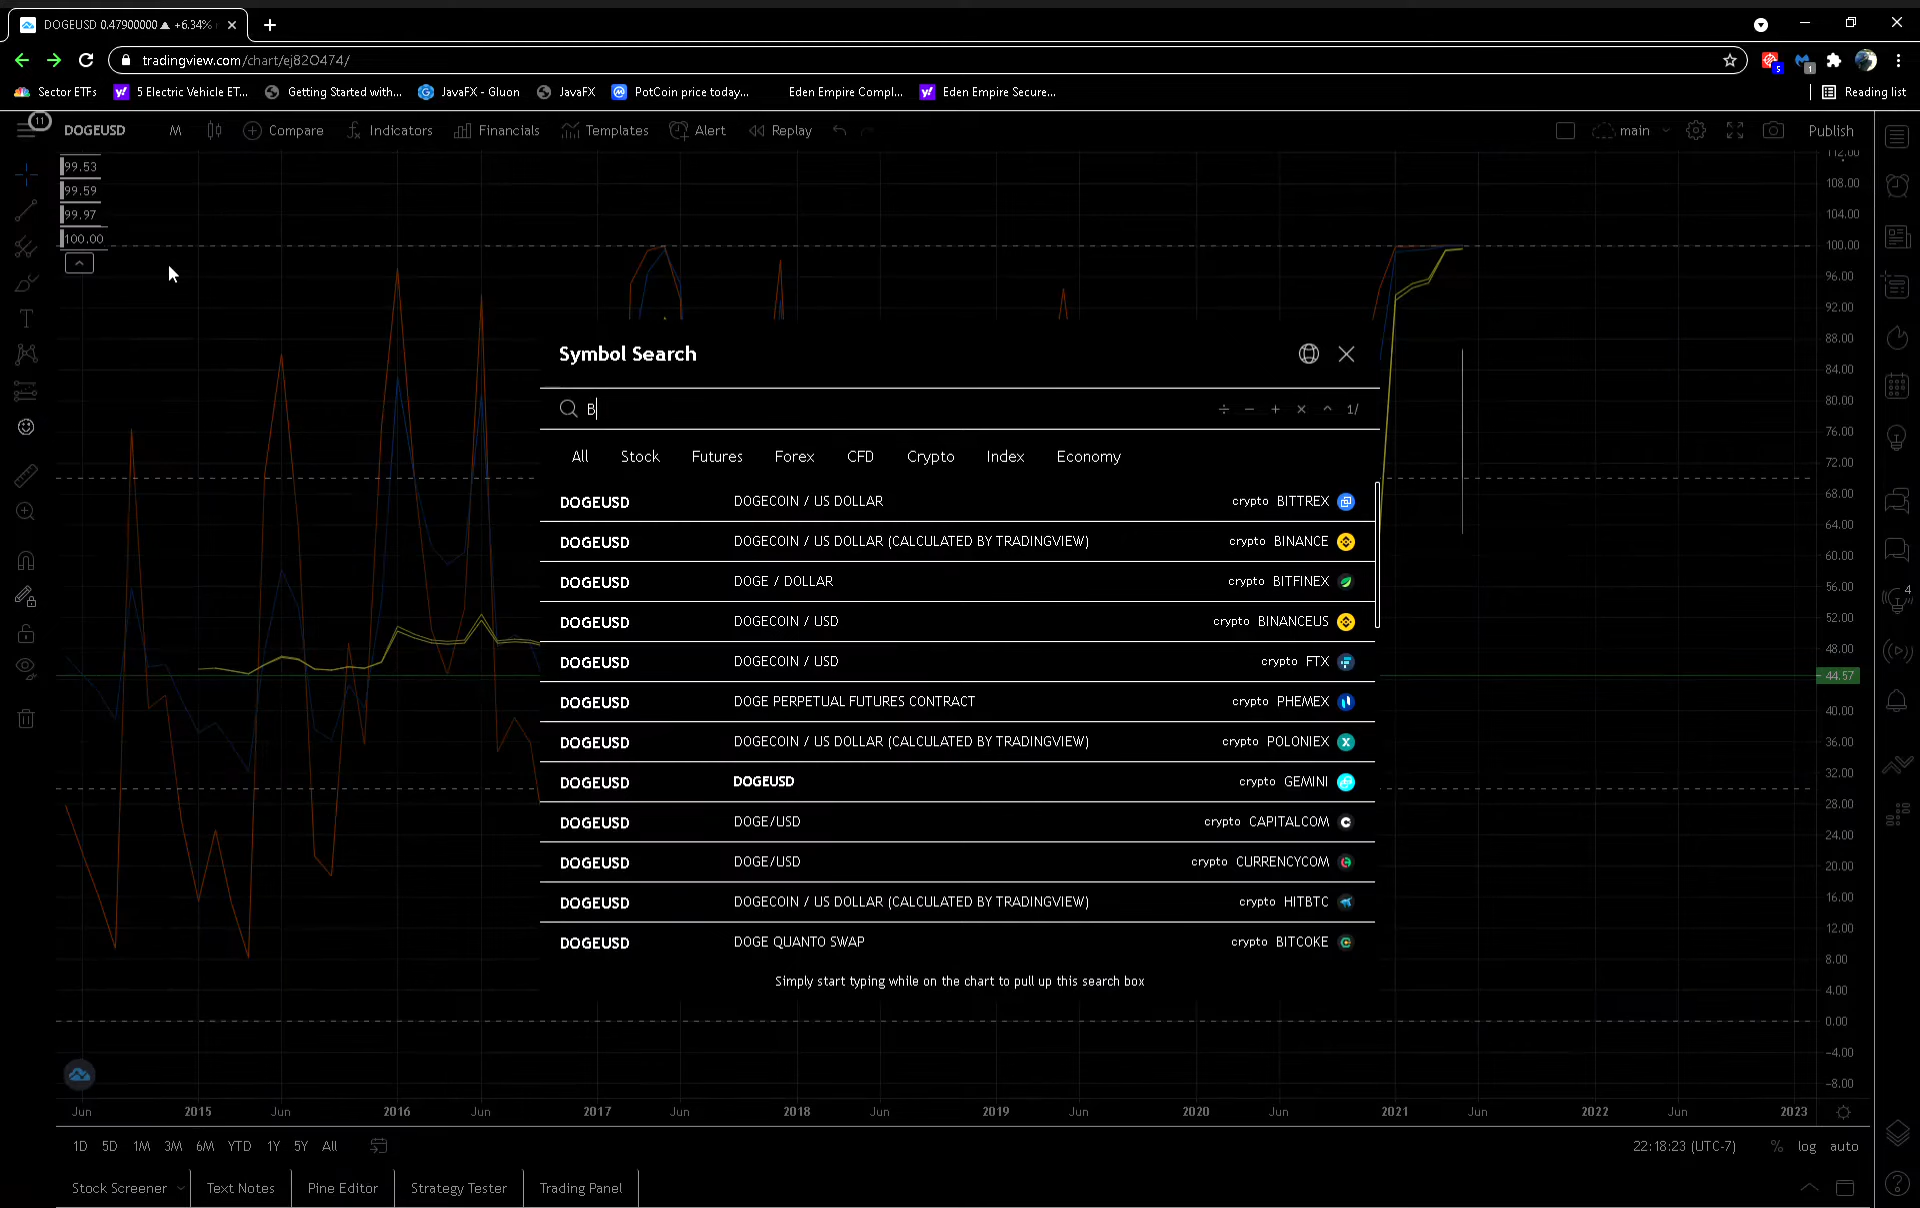 DOGEUSD 0.47900000 ▲ +6.34%
tradingview.com/chart/ej82O474/
5
1
Sector ETFs
5 Electric Vehicle ET...
Getting Started with...
JavaFX - Gluon
JavaFX
PotCoin price today...
Eden Empire Compl...
Eden Empire Secure...
Reading list
11
DOGEUSD
M
Compare
Indicators
Financials
Templates
Alert
Replay
main
Publish
99.53
99.59
99.97
100.00
Symbol Search
B
÷ − + × ^ 1/
All
Stock
Futures
Forex
CFD
Crypto
Index
Economy
DOGEUSD DOGECOIN / US DOLLAR crypto BITTREX
DOGEUSD DOGECOIN / US DOLLAR (CALCULATED BY TRADINGVIEW) crypto BINANCE
DOGEUSD DOGE / DOLLAR crypto BITFINEX
DOGEUSD DOGECOIN / USD crypto BINANCEUS
DOGEUSD DOGECOIN / USD crypto FTX
DOGEUSD DOGE PERPETUAL FUTURES CONTRACT crypto PHEMEX
DOGEUSD DOGECOIN / US DOLLAR (CALCULATED BY TRADINGVIEW) crypto POLONIEX
DOGEUSD DOGEUSD crypto GEMINI
DOGEUSD DOGE/USD crypto CAPITALCOM
DOGEUSD DOGE/USD crypto CURRENCYCOM
DOGEUSD DOGECOIN / US DOLLAR (CALCULATED BY TRADINGVIEW) crypto HITBTC
DOGEUSD DOGE QUANTO SWAP crypto BITCOKE
Simply start typing while on the chart to pull up this search box
112.00
108.00
104.00
100.00
96.00
92.00
88.00
84.00
80.00
76.00
72.00
68.00
64.00
60.00
56.00
52.00
48.00
44.57
40.00
36.00
32.00
28.00
24.00
20.00
16.00
12.00
8.00
4.00
0.00
−4.00
−8.00
4
Jun 2015 Jun 2016 Jun 2017 Jun 2018 Jun 2019 Jun 2020 Jun 2021 Jun 2022 Jun 2023
1D 5D 1M 3M 6M YTD 1Y 5Y All
22:18:23 (UTC-7) % log auto
Stock Screener
Text Notes
Pine Editor
Strategy Tester
Trading Panel